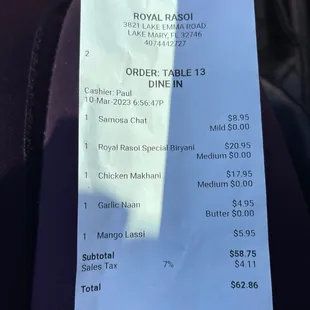 ROYAL RASOI
3821 LAKE EMMA ROAD
LAKE MARY, FL 32746
4074442727
2
ORDER: TABLE 13
DINE IN
Cashier: Paul
10-Mar-2023 6:56:47P
1 Samosa Chat $8.95
Mild $0.00
1 Royal Rasoi Special Biryani $20.95
Medium $0.00
1 Chicken Makhani $17.95
Medium $0.00
1 Garlic Naan $4.95
Butter $0.00
1 Mango Lassi $5.95
Subtotal $58.75
Sales Tax 7% $4.11
Total $62.86